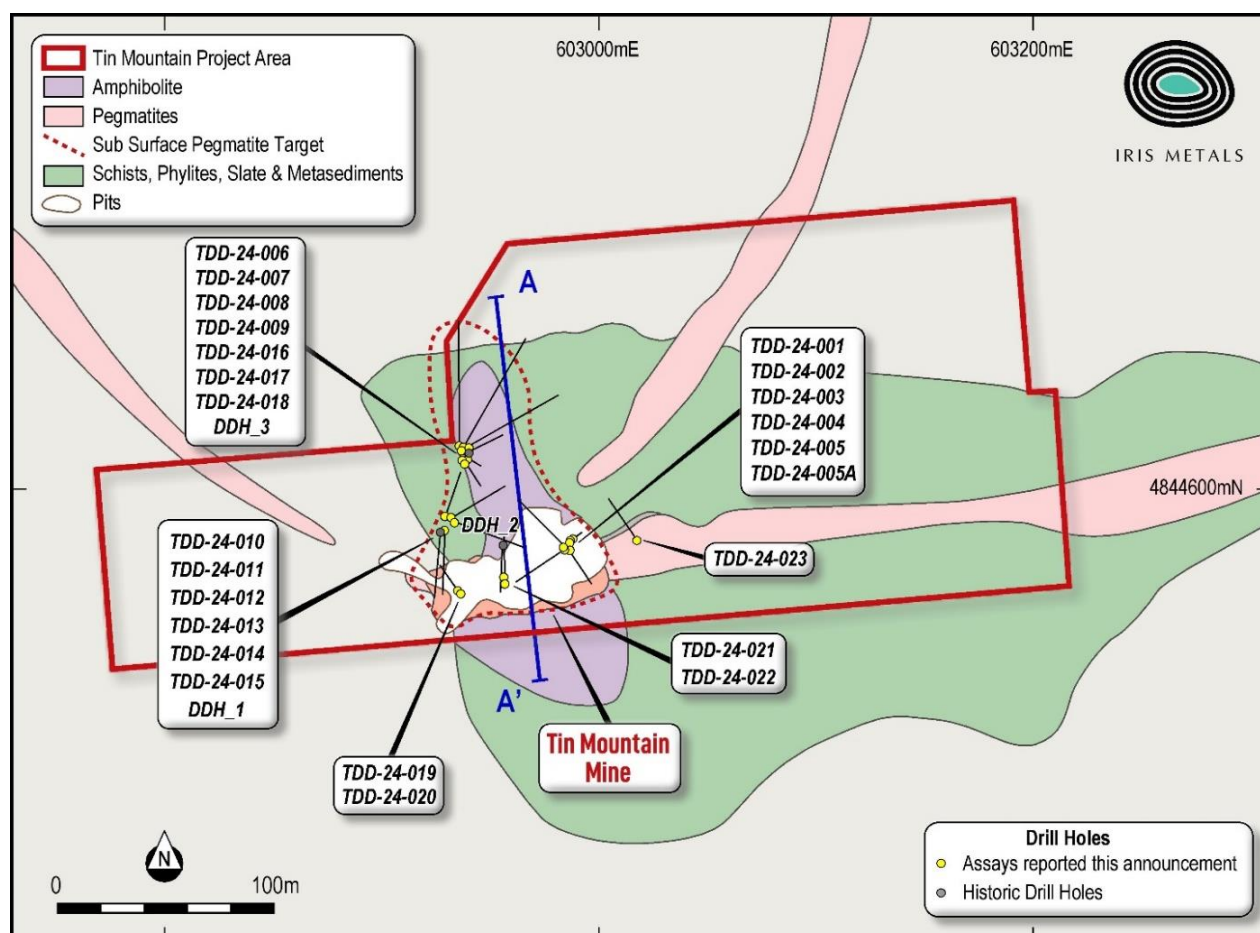 603000mE
603200mE
Tin Mountain Project Area
Amphibolite
Pegmatites
Sub Surface Pegmatite Target
Schists, Phylites, Slate & Metasediments
Pits
IRIS METALS
TDD-24-006
TDD-24-007
TDD-24-008
TDD-24-009
TDD-24-016
TDD-24-017
TDD-24-018
DDH_3
A
TDD-24-001
TDD-24-002
TDD-24-003
TDD-24-004
TDD-24-005
TDD-24-005A
4844600mN
DDH_2
TDD-24-010
TDD-24-011
TDD-24-012
TDD-24-013
TDD-24-014
TDD-24-015
DDH_1
TDD-24-023
TDD-24-021
TDD-24-022
A'
Tin Mountain
Mine
TDD-24-019
TDD-24-020
N
0
100m
Drill Holes
Assays reported this announcement
Historic Drill Holes